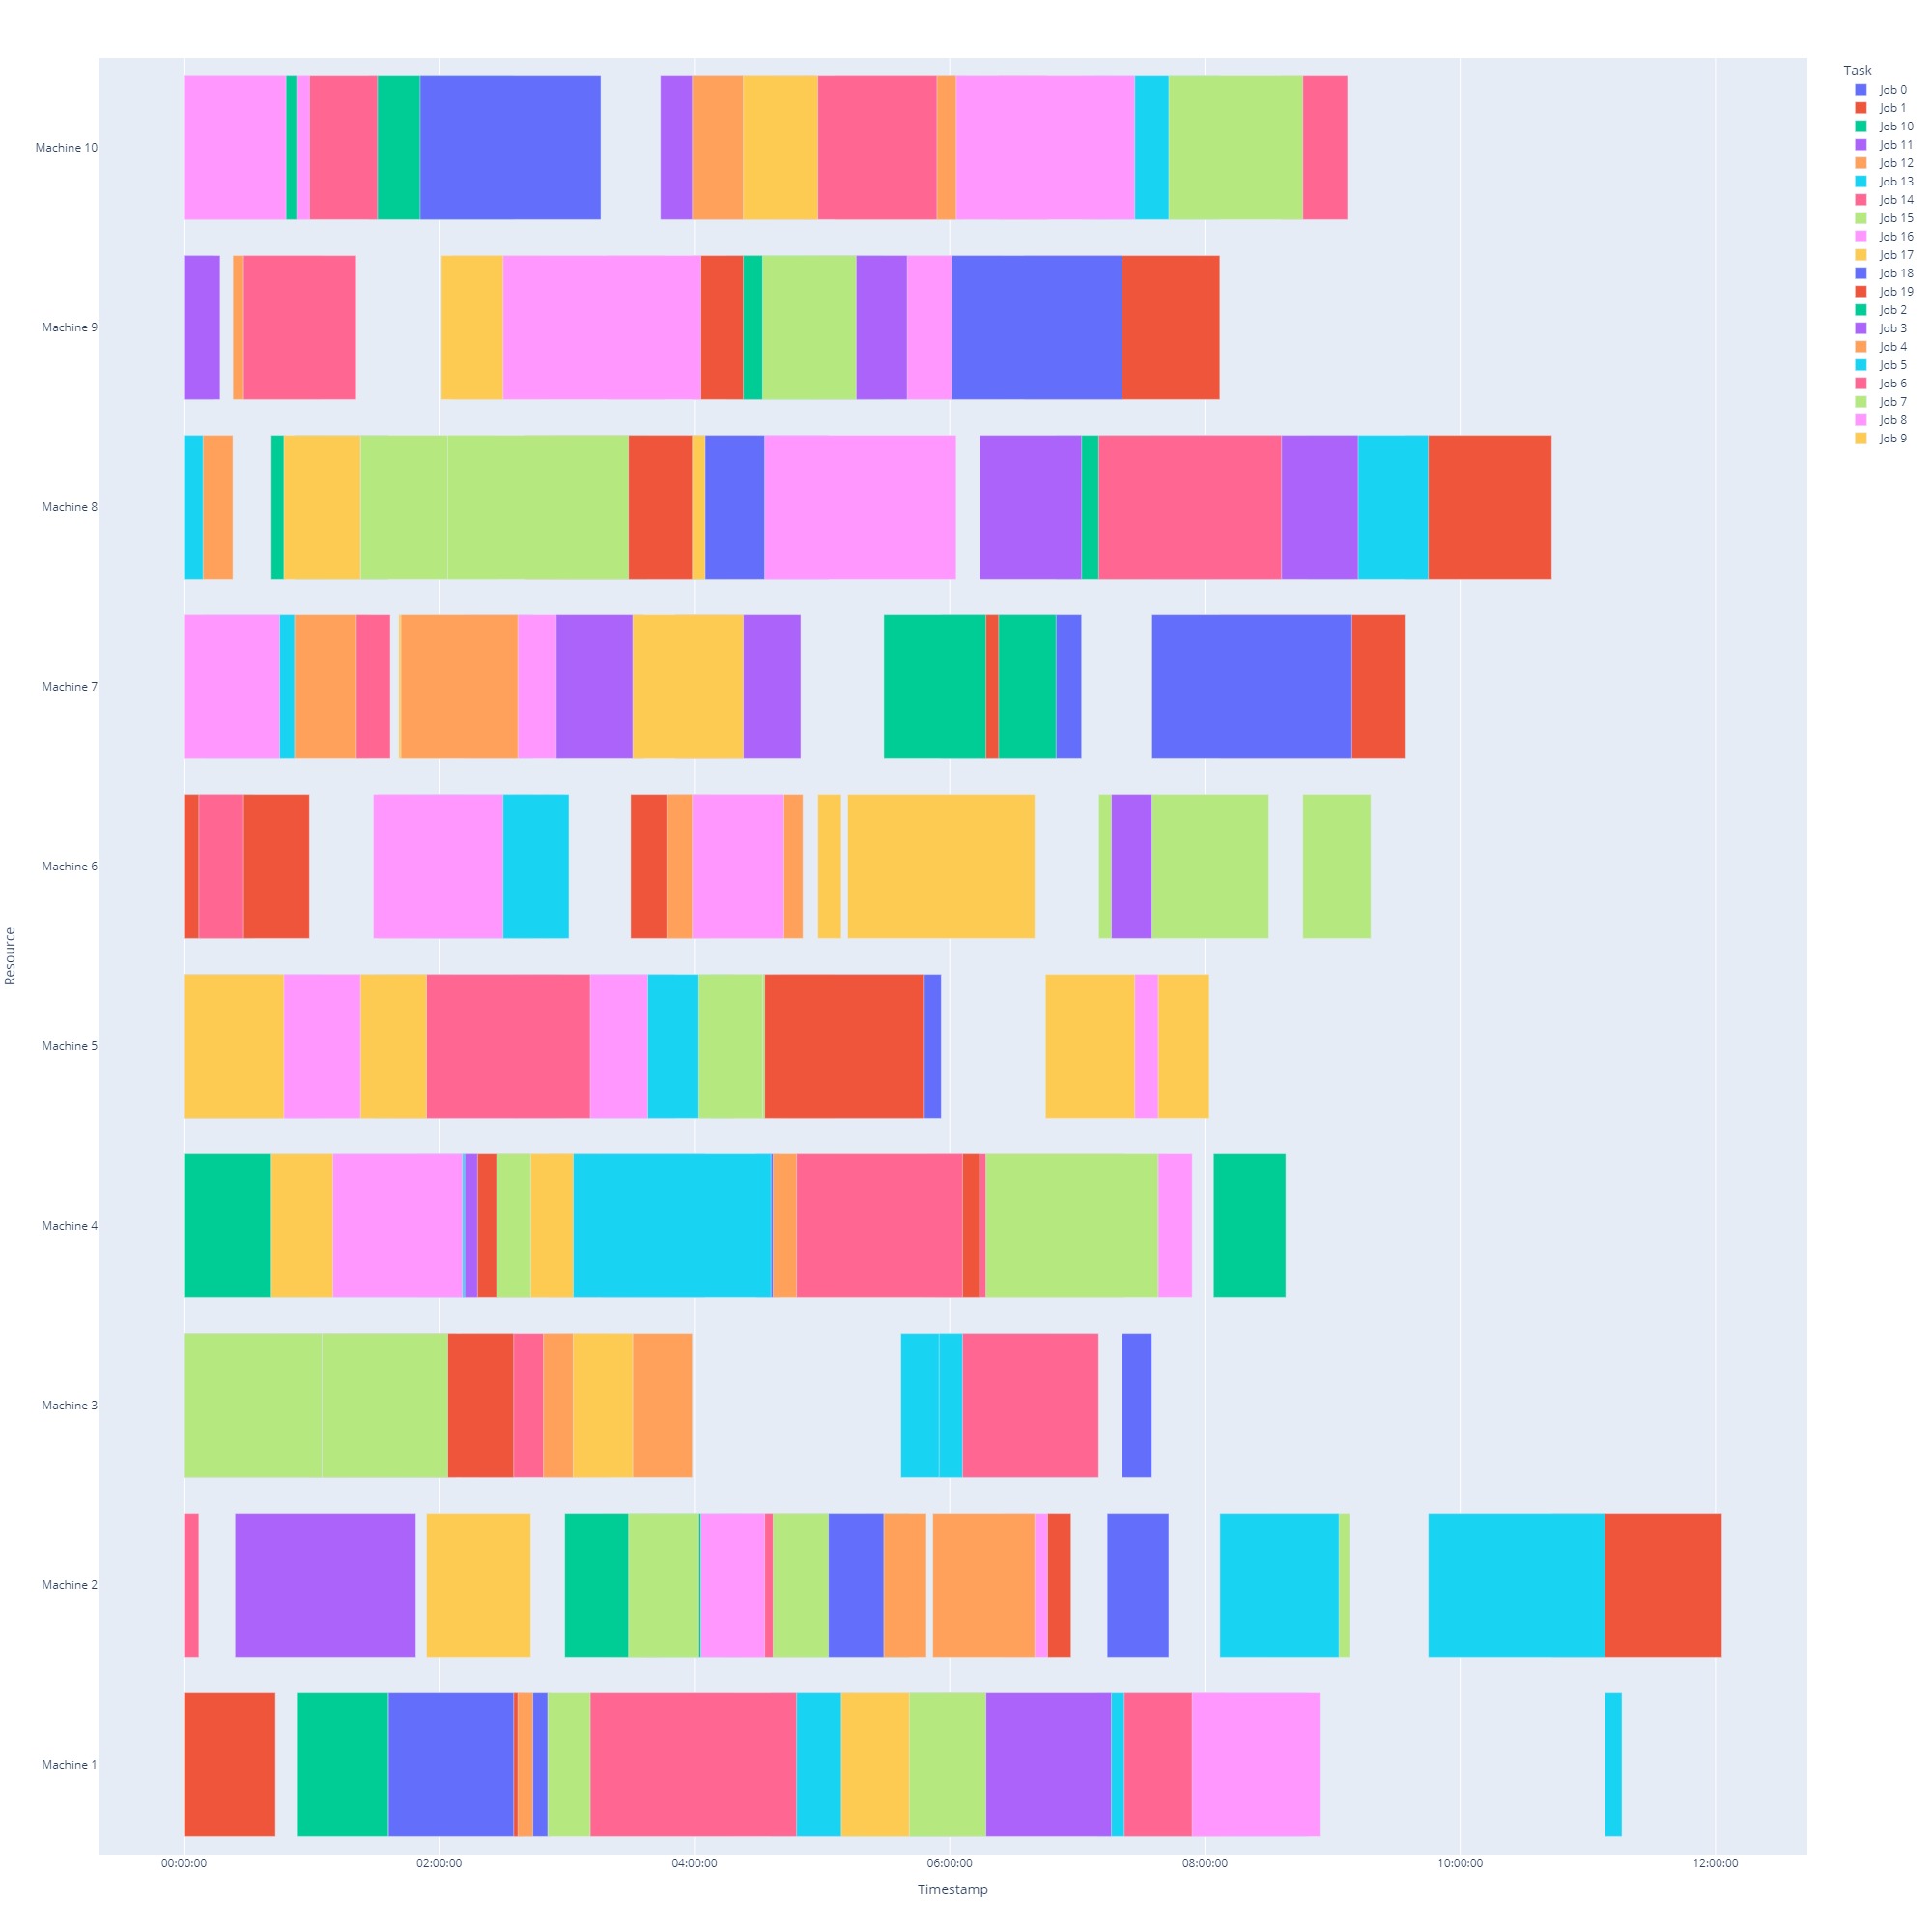 Task
Job 0
Job 1
Job 10
Job 11
Job 12
Job 13
Job 14
Job 15
Job 16
Job 17
Job 18
Job 19
Job 2
Job 3
Job 4
Job 5
Job 6
Job 7
Job 8
Job 9
Machine 10
Machine 9
Machine 8
Machine 7
Machine 6
Machine 5
Machine 4
Machine 3
Machine 2
Machine 1
Resource
00:00:00 02:00:00 04:00:00 06:00:00 08:00:00 10:00:00 12:00:00
Timestamp